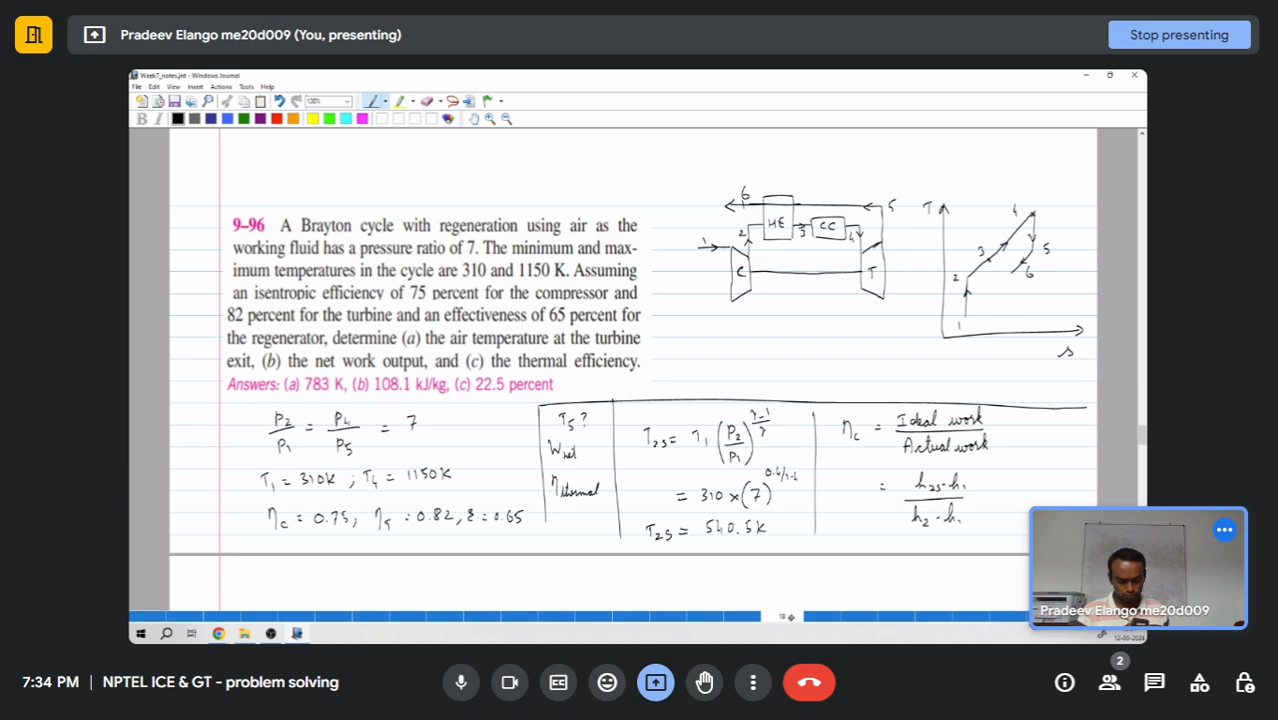 Pradeev Elango me20d009 (You, presenting)
Stop presenting
Week7_notes.jnt - Windows Journal
File Edit View Insert Actions Tools Help
100%
B I
9–96 A Brayton cycle with regeneration using air as the
working fluid has a pressure ratio of 7. The minimum and max-
imum temperatures in the cycle are 310 and 1150 K. Assuming
an isentropic efficiency of 75 percent for the compressor and
82 percent for the turbine and an effectiveness of 65 percent for
the regenerator, determine (a) the air temperature at the turbine
exit, (b) the net work output, and (c) the thermal efficiency.
Answers: (a) 783 K, (b) 108.1 kJ/kg, (c) 22.5 percent
6 5
HE CC
1 2 3 4
C T
T 4
3 5
2 6
1
s
P2/P1 = P4/P5 = 7
T1 = 310K ; T4 = 1150K
ηc = 0.75, ηT = 0.82, ε = 0.65
T5 ?
Wnet
ηthermal
T2s = T1 (P2/P1)^(γ-1/γ)
= 310 × (7)^0.4/1.4
T2s = 540.5K
ηc = Ideal work / Actual work
= h2s - h1 / h2 - h1
Pradeev Elango me20d009
18
12-08-2024
2
7:34 PM | NPTEL ICE & GT - problem solving